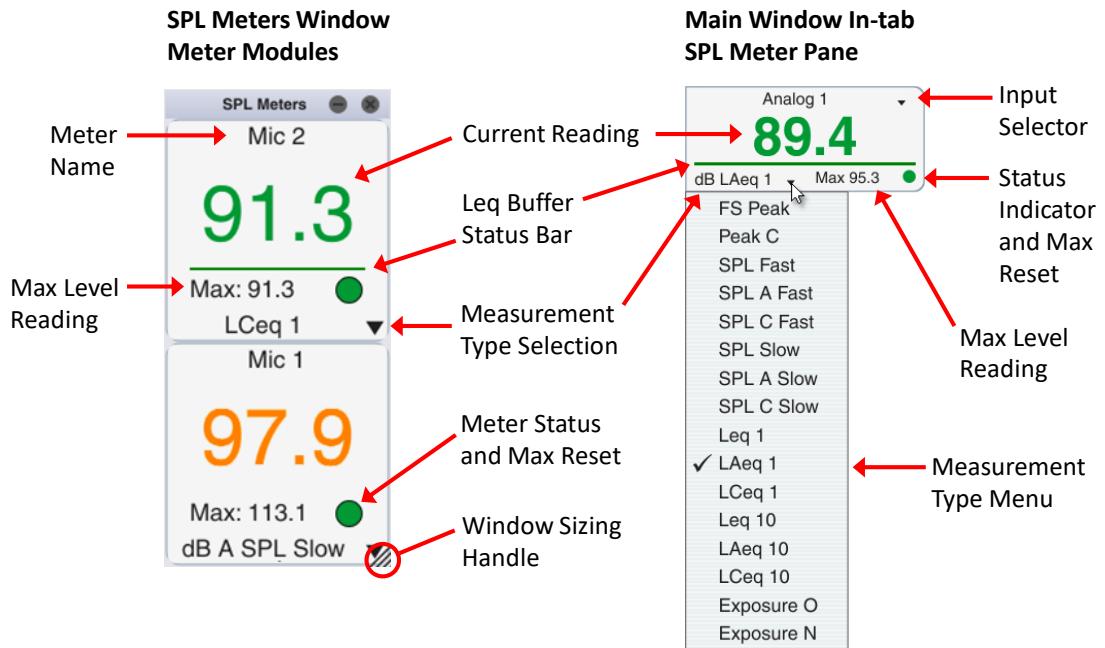 SPL Meters Window
Meter Modules
Main Window In-tab
SPL Meter Pane
SPL Meters
Meter
Name
Mic 2
Current Reading
91.3
Leq Buffer
Status Bar
Max Level
Reading
Max: 91.3
LCeq 1
Measurement
Type Selection
Mic 1
97.9
Meter Status
and Max Reset
Max: 113.1
dB A SPL Slow
Window Sizing
Handle
Analog 1
Input
Selector
89.4
dB LAeq 1
Max 95.3
Status
Indicator
and Max
Reset
Max Level
Reading
FS Peak
Peak C
SPL Fast
SPL A Fast
SPL C Fast
SPL Slow
SPL A Slow
SPL C Slow
Leq 1
✓ LAeq 1
LCeq 1
Leq 10
LAeq 10
LCeq 10
Exposure O
Exposure N
Measurement
Type Menu